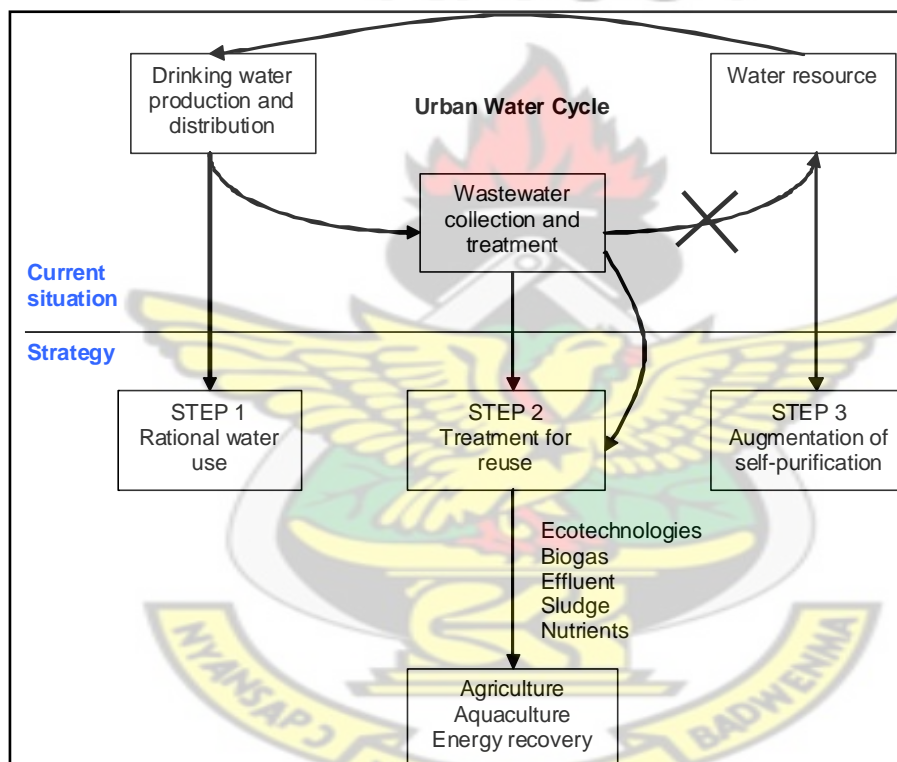 Drinking water
production and
distribution
Urban Water Cycle
Water resource
Wastewater
collection and
treatment
Current
situation
Strategy
STEP 1
Rational water
use
STEP 2
Treatment for
reuse
STEP 3
Augmentation of
self-purification
Ecotechnologies
Biogas
Effluent
Sludge
Nutrients
Agriculture
Aquaculture
Energy recovery
NYANSAPƆ
BADWENMA